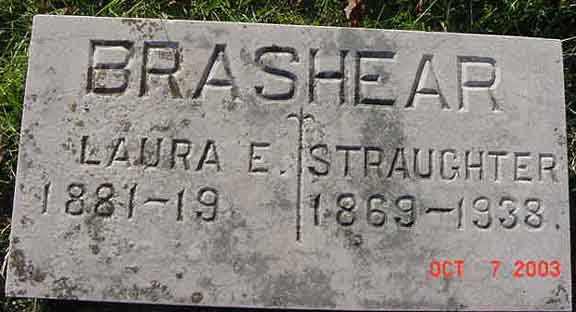 BRASHEAR
LAURA E. STRAUGHTER
1881-19 1869-1938.
OCT 7 2003